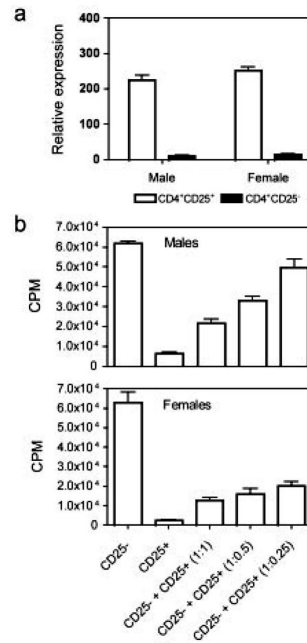 a
Relative expression
400
300
200
100
0
Male Female
CD4⁺CD25⁺ CD4⁺CD25⁻
b
Males
CPM
7.0x10⁴
6.0x10⁴
5.0x10⁴
4.0x10⁴
3.0x10⁴
2.0x10⁴
1.0x10⁴
0.0
Females
CPM
7.0x10⁴
6.0x10⁴
5.0x10⁴
4.0x10⁴
3.0x10⁴
2.0x10⁴
1.0x10⁴
0.0
CD25-
CD25+
CD25- + CD25+ (1:1)
CD25- + CD25+ (1:0.5)
CD25- + CD25+ (1:0.25)